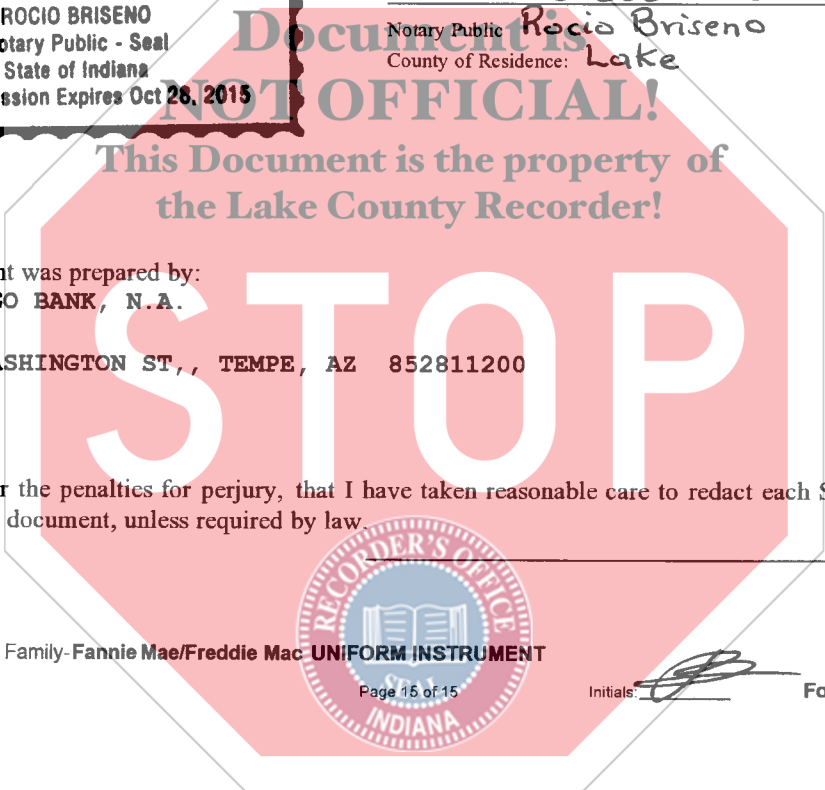 ROCIO BRISENO
otary Public - Seal
State of Indiana
ssion Expires Oct 28, 2015
Notary Public Rocio Briseno
County of Residence: Lake
Document is
NOT OFFICIAL!
This Document is the property of
the Lake County Recorder!
nt was prepared by:
O BANK, N.A.
ASHINGTON ST,, TEMPE, AZ 852811200
STOP
r the penalties for perjury, that I have taken reasonable care to redact each S
document, unless required by law.
RECORDER'S OFFICE
Family-Fannie Mae/Freddie Mac UNIFORM INSTRUMENT
SEAL
Page 15 of 15
Initials:
Fo
INDIANA